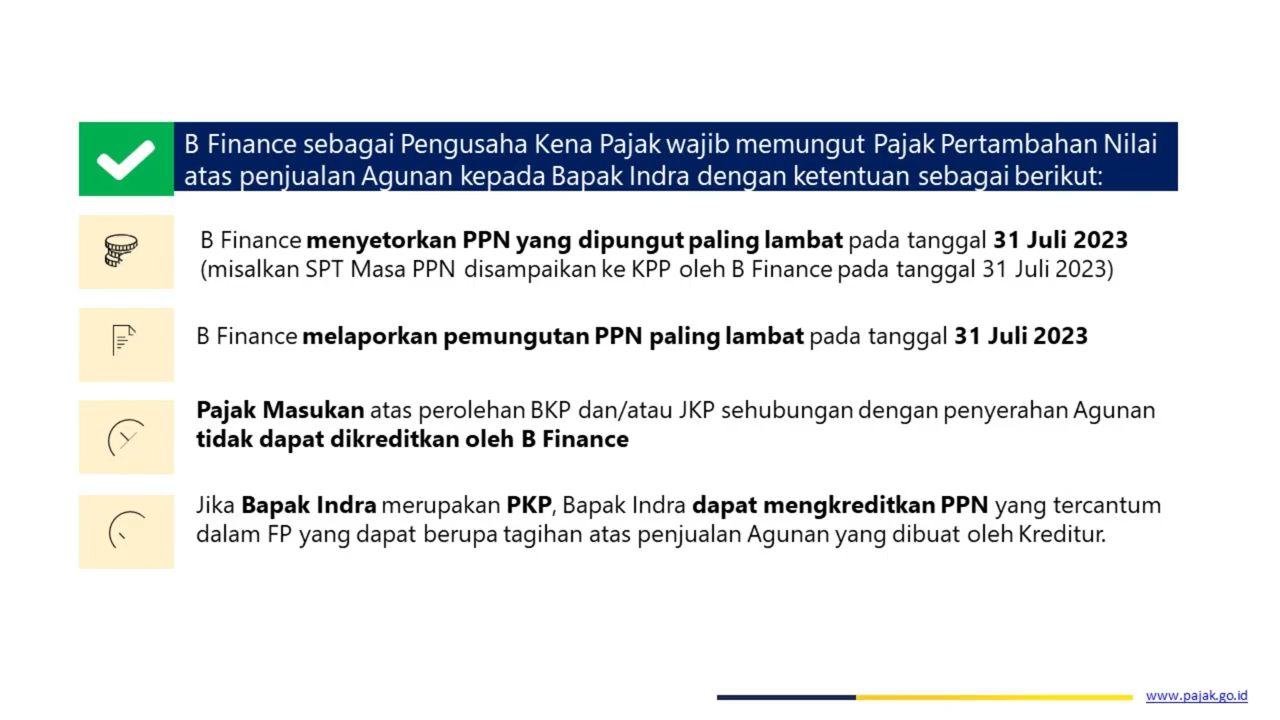 B Finance sebagai Pengusaha Kena Pajak wajib memungut Pajak Pertambahan Nilai
atas penjualan Agunan kepada Bapak Indra dengan ketentuan sebagai berikut:
B Finance menyetorkan PPN yang dipungut paling lambat pada tanggal 31 Juli 2023
(misalkan SPT Masa PPN disampaikan ke KPP oleh B Finance pada tanggal 31 Juli 2023)
B Finance melaporkan pemungutan PPN paling lambat pada tanggal 31 Juli 2023
Pajak Masukan atas perolehan BKP dan/atau JKP sehubungan dengan penyerahan Agunan
tidak dapat dikreditkan oleh B Finance
Jika Bapak Indra merupakan PKP, Bapak Indra dapat mengkreditkan PPN yang tercantum
dalam FP yang dapat berupa tagihan atas penjualan Agunan yang dibuat oleh Kreditur.
www.pajak.go.id